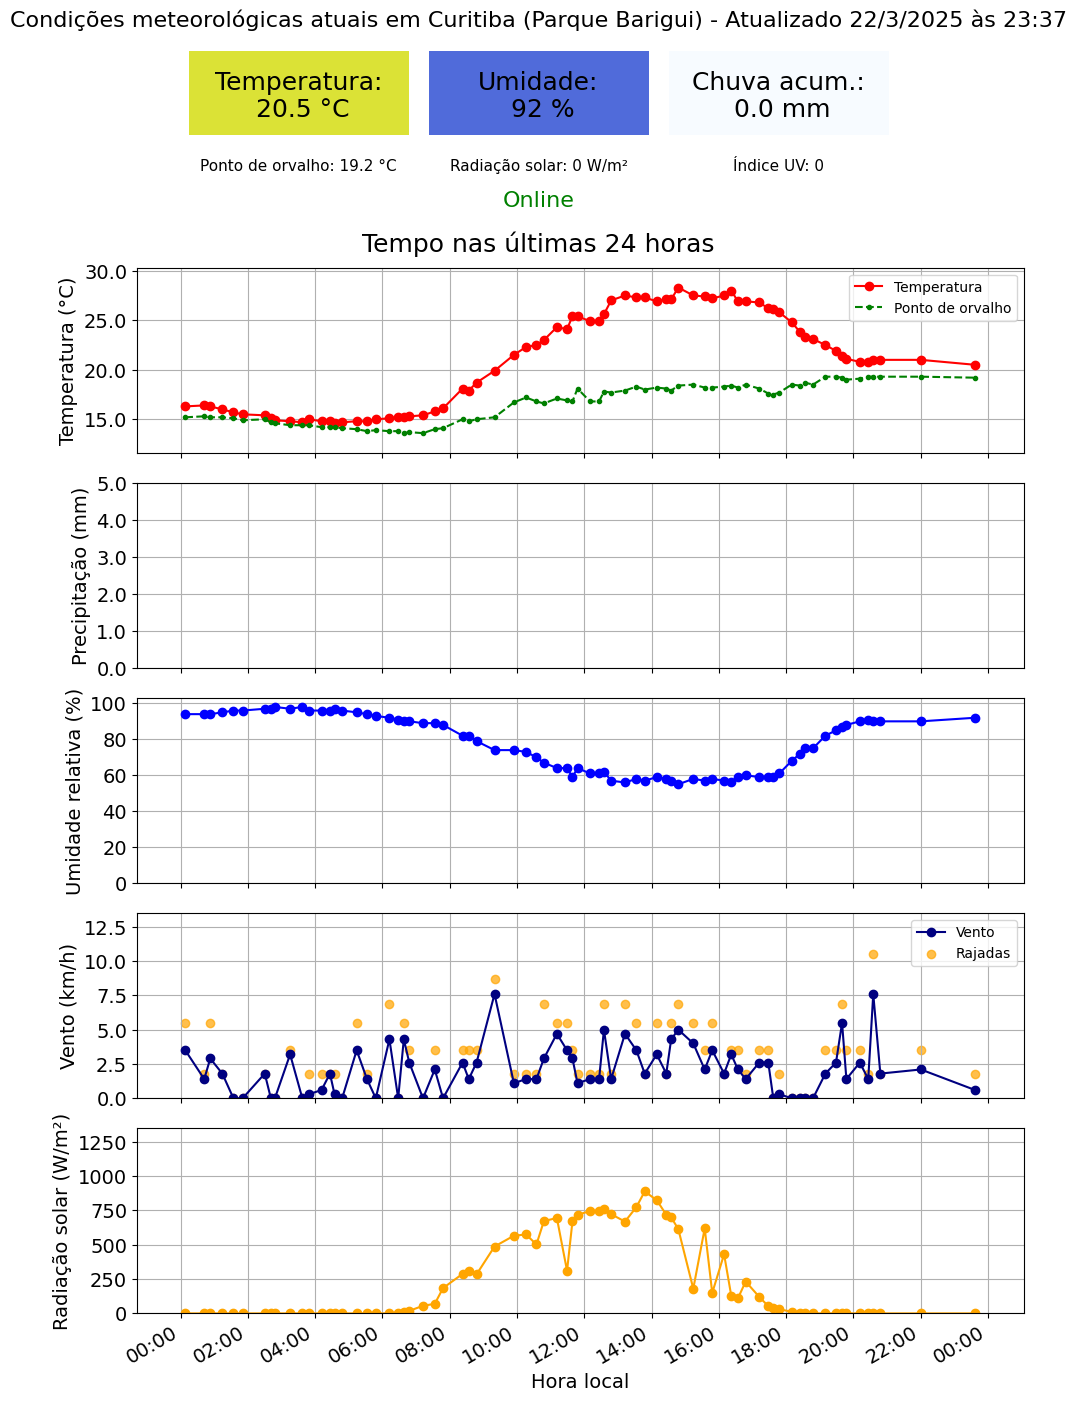 Condições meteorológicas atuais em Curitiba (Parque Barigui) - Atualizado 22/3/2025 às 23:37
Temperatura:
20.5 °C
Umidade:
92 %
Chuva acum.:
0.0 mm
Ponto de orvalho: 19.2 °C
Radiação solar: 0 W/m²
Índice UV: 0
Online
Tempo nas últimas 24 horas
Temperatura (°C)
30.0
25.0
20.0
15.0
Temperatura
Ponto de orvalho
Precipitação (mm)
5.0
4.0
3.0
2.0
1.0
0.0
Umidade relativa (%)
100
80
60
40
20
0
Vento (km/h)
12.5
10.0
7.5
5.0
2.5
0.0
Vento
Rajadas
Radiação solar (W/m²)
1250
1000
750
500
250
0
00:00
02:00
04:00
06:00
08:00
10:00
12:00
14:00
16:00
18:00
20:00
22:00
00:00
Hora local